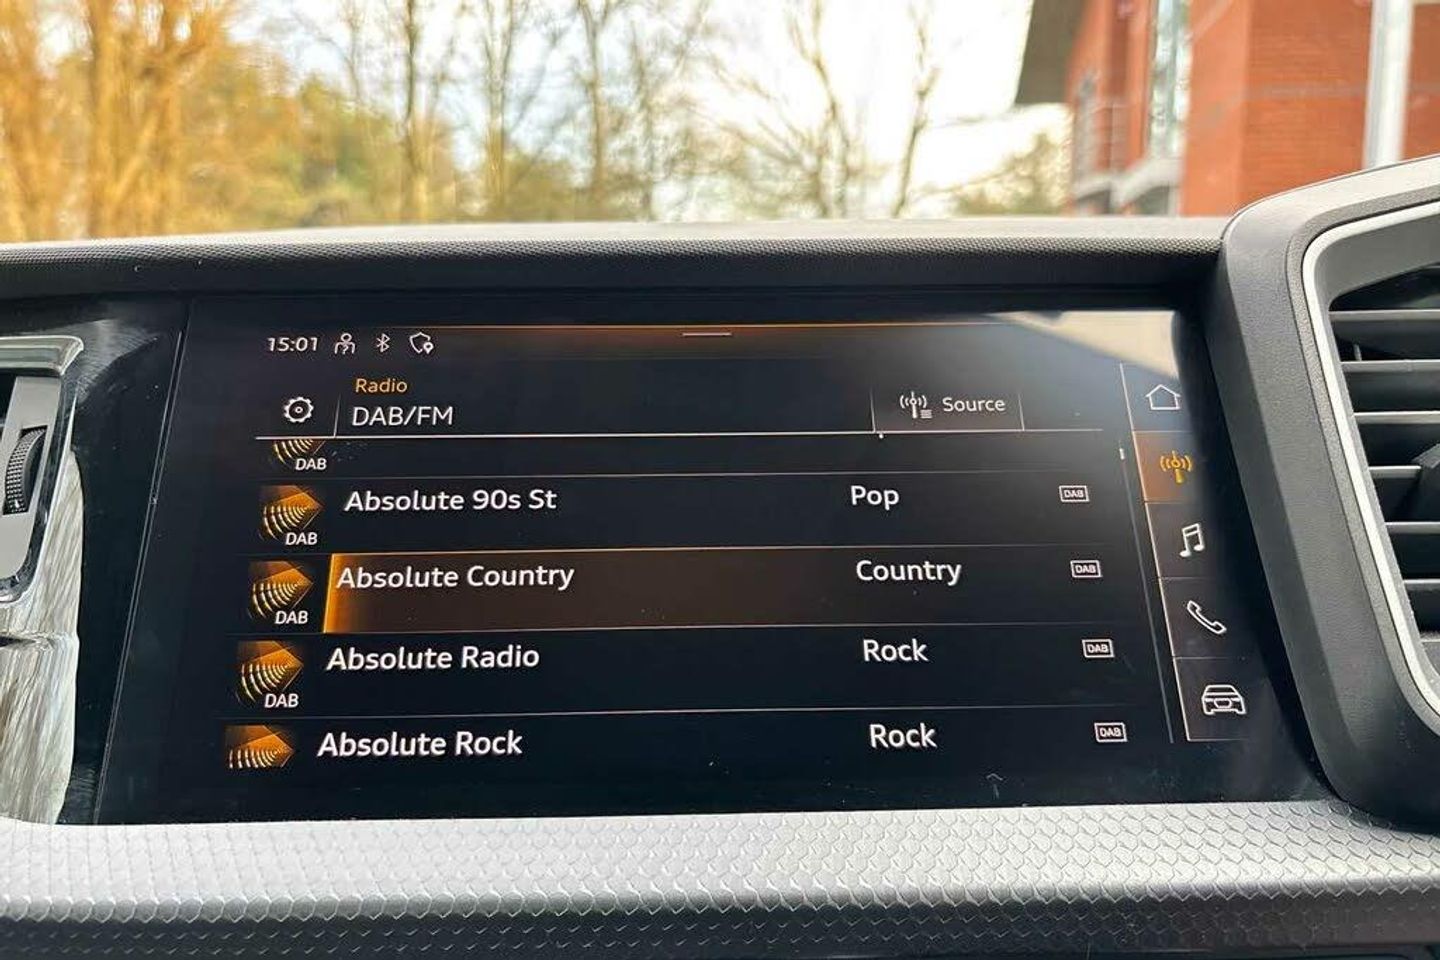 15:01
Radio
DAB/FM
Source
DAB
Absolute 90s St Pop DAB
DAB
Absolute Country Country DAB
DAB
Absolute Radio Rock DAB
DAB
Absolute Rock Rock DAB